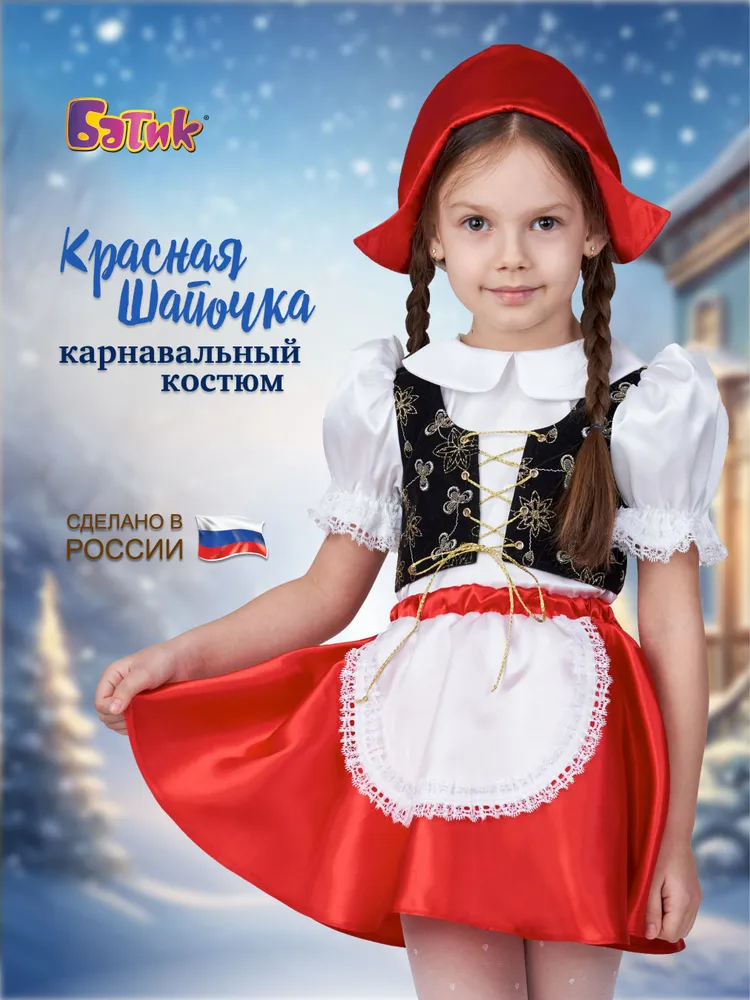 Батик®
Красная
Шапочка
карнавальный
костюм
СДЕЛАНО В
РОССИИ